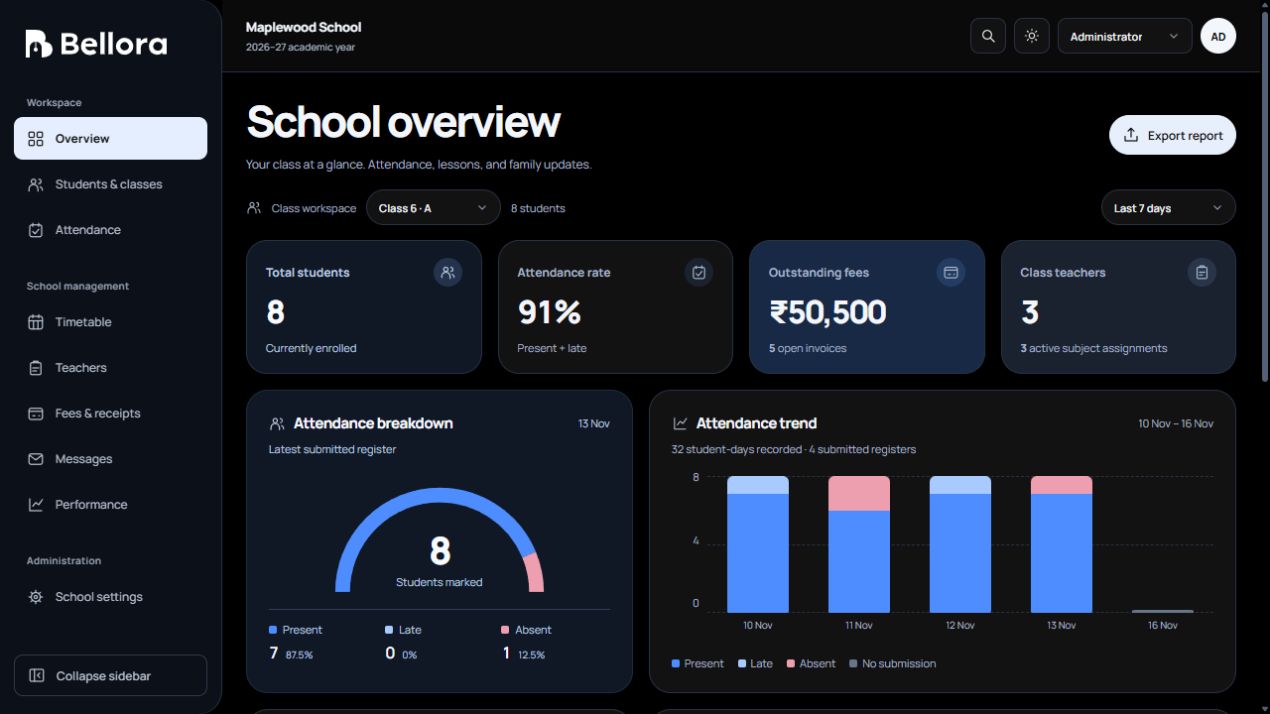 Bellora
Workspace
Overview
Students & classes
Attendance
School management
Timetable
Teachers
Fees & receipts
Messages
Performance
Administration
School settings
Collapse sidebar
Maplewood School
2026–27 academic year
Administrator
AD
School overview
Your class at a glance. Attendance, lessons, and family updates.
Export report
Class workspace
Class 6 · A
8 students
Last 7 days
Total students
8
Currently enrolled
Attendance rate
91%
Present + late
Outstanding fees
₹50,500
5 open invoices
Class teachers
3
3 active subject assignments
Attendance breakdown
13 Nov
Latest submitted register
8
Students marked
Present
7 87.5%
Late
0 0%
Absent
1 12.5%
Attendance trend
10 Nov – 16 Nov
32 student-days recorded · 4 submitted registers
8
4
0
10 Nov
11 Nov
12 Nov
13 Nov
16 Nov
Present
Late
Absent
No submission